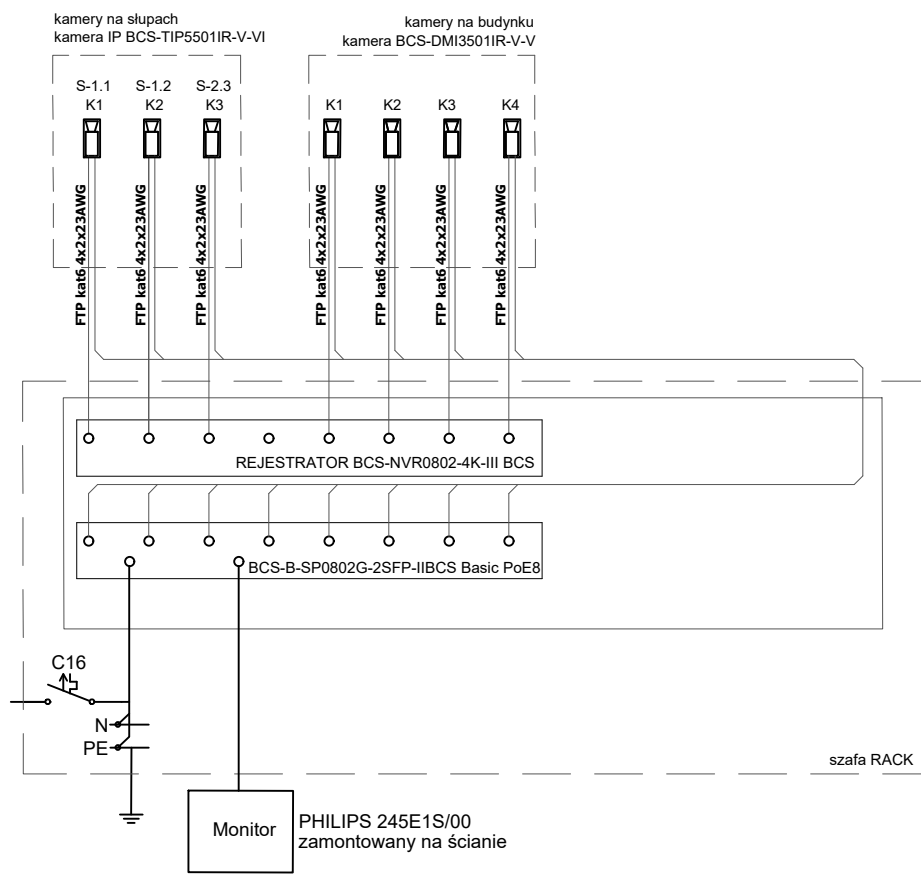 kamery na słupach
kamera IP BCS-TIP5501IR-V-VI
kamery na budynku
kamera BCS-DMI3501IR-V-V
S-1.1 S-1.2 S-2.3
K1 K2 K3
K1 K2 K3 K4
FTP kat6 4x2x23AWG
FTP kat6 4x2x23AWG
FTP kat6 4x2x23AWG
FTP kat6 4x2x23AWG
FTP kat6 4x2x23AWG
FTP kat6 4x2x23AWG
FTP kat6 4x2x23AWG
REJESTRATOR BCS-NVR0802-4K-III BCS
BCS-B-SP0802G-2SFP-IIBCS Basic PoE8
C16
N
PE
szafa RACK
Monitor
PHILIPS 245E1S/00
zamontowany na ścianie